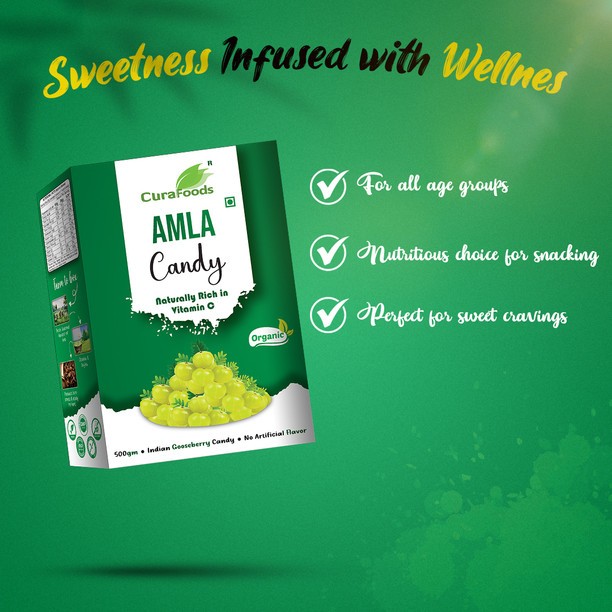 Sweetness Infused with Wellnes
CuraFoods
R
AMLA
Candy
Naturally Rich in
Vitamin C
Organic
500gm • Indian Gooseberry Candy • No Artificial Flavor
For all age groups
Nutritious choice for snacking
Perfect for sweet cravings